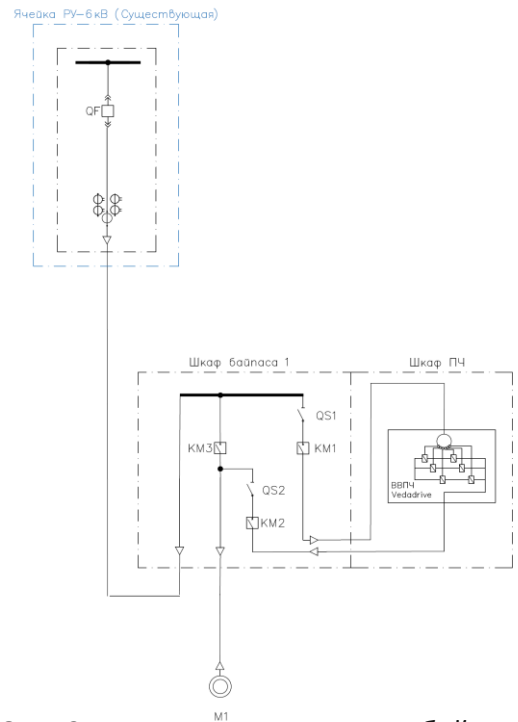 Ячейка РУ-6кВ (Существующая)
QF
Шкаф байпаса 1
Шкаф ПЧ
QS1
KM3
KM1
QS2
KM2
ВВПЧ
Vedadrive
M1